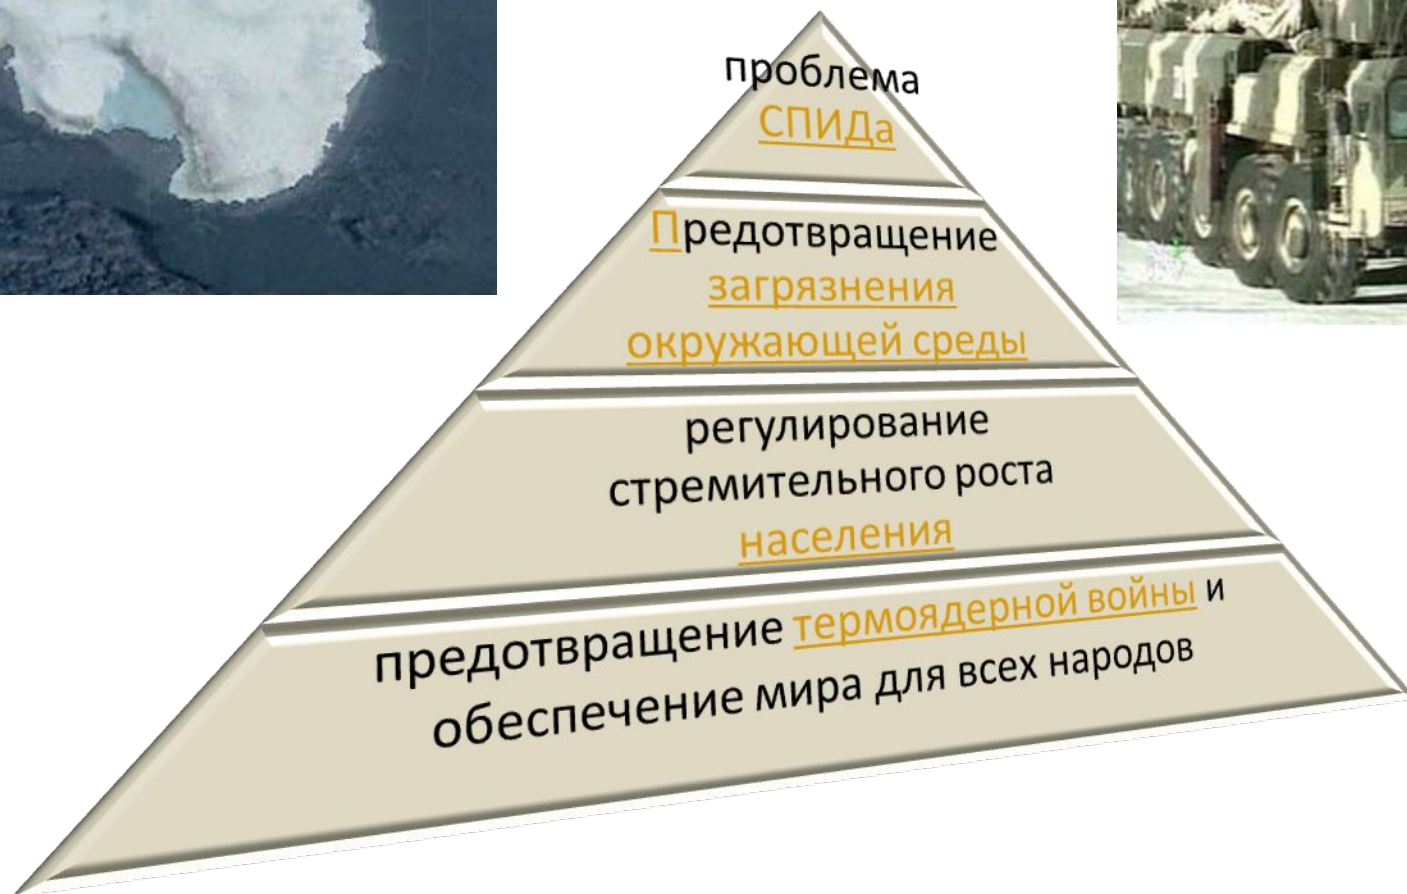 проблема
СПИДа
Предотвращение
загрязнения
окружающей среды
регулирование
стремительного роста
населения
предотвращение термоядерной войны и
обеспечение мира для всех народов